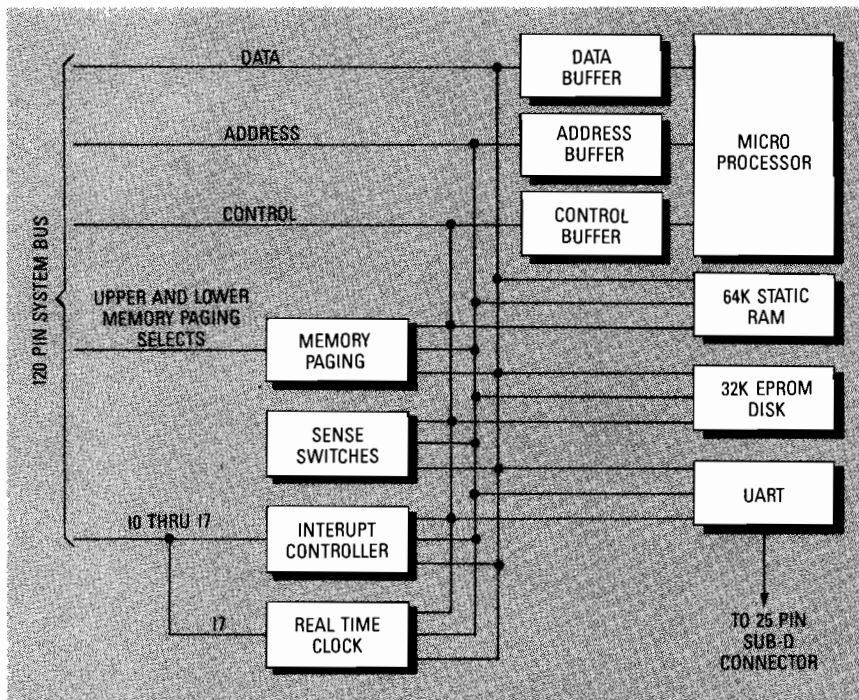 DATA
DATA
BUFFER
MICRO
PROCESSOR
ADDRESS
ADDRESS
BUFFER
CONTROL
CONTROL
BUFFER
120 PIN SYSTEM BUS
UPPER AND LOWER
MEMORY PAGING
SELECTS
MEMORY
PAGING
64K STATIC
RAM
SENSE
SWITCHES
32K EPROM
DISK
I0 THRU I7
INTERUPT
CONTROLLER
UART
I7
REAL TIME
CLOCK
TO 25 PIN
SUB-D
CONNECTOR